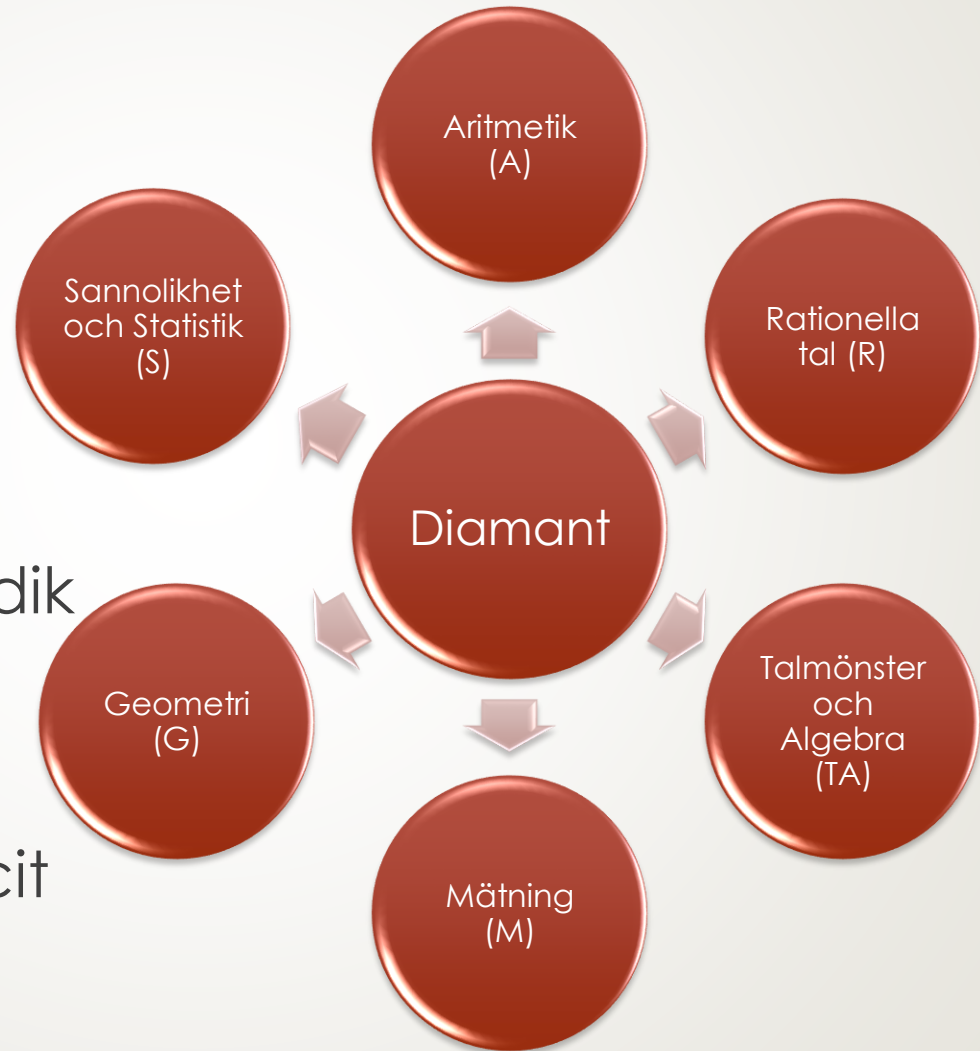 Aritmetik
(A)
Sannolikhet
och Statistik
(S)
Rationella
tal (R)
Diamant
dik
Geometri
(G)
Talmönster
och
Algebra
(TA)
cit
Mätning
(M)